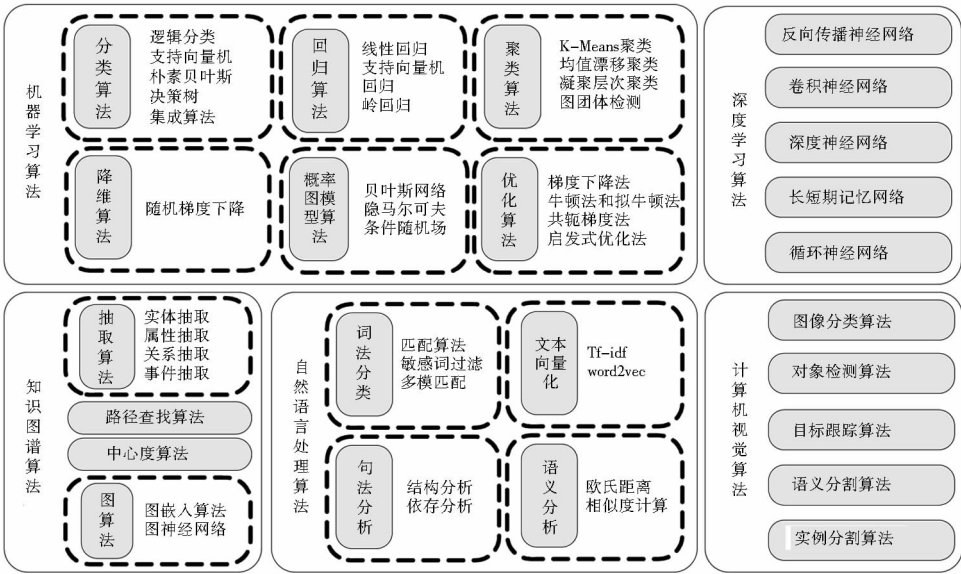 机器学习算法
分类算法
逻辑分类
支持向量机
朴素贝叶斯
决策树
集成算法
回归算法
线性回归
支持向量机
回归
岭回归
聚类算法
K-Means聚类
均值漂移聚类
凝聚层次聚类
图团体检测
降维算法
随机梯度下降
概率
图模
型算
法
贝叶斯网络
隐马尔可夫
条件随机场
优化算法
梯度下降法
牛顿法和拟牛顿法
共轭梯度法
启发式优化法
深度学习算法
反向传播神经网络
卷积神经网络
深度神经网络
长短期记忆网络
循环神经网络
知识图谱算法
抽取算法
实体抽取
属性抽取
关系抽取
事件抽取
路径查找算法
中心度算法
图算法
图嵌入算法
图神经网络
自然语言处理算法
词法分类
匹配算法
敏感词过滤
多模匹配
文本
向量
化
Tf-idf
word2vec
句法分析
结构分析
依存分析
语义分析
欧氏距离
相似度计算
计算机视觉算法
图像分类算法
对象检测算法
目标跟踪算法
语义分割算法
实例分割算法